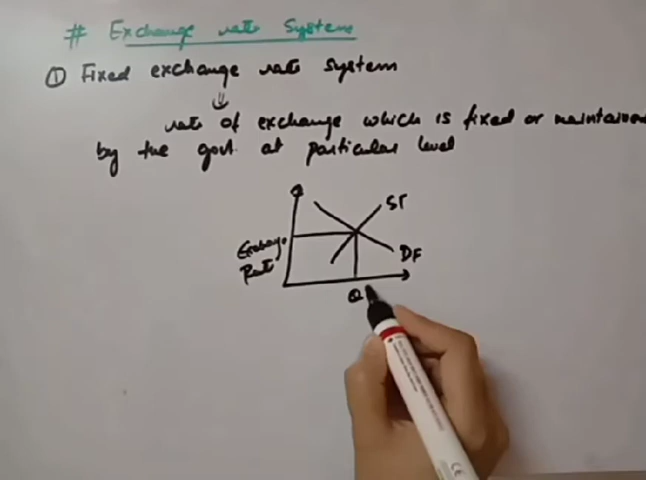 # Exchange rate System
① Fixed exchange rate system
rate of exchange which is fixed or maintained
by the govt at particular level
SF
Exchange
Rate
DF
Q